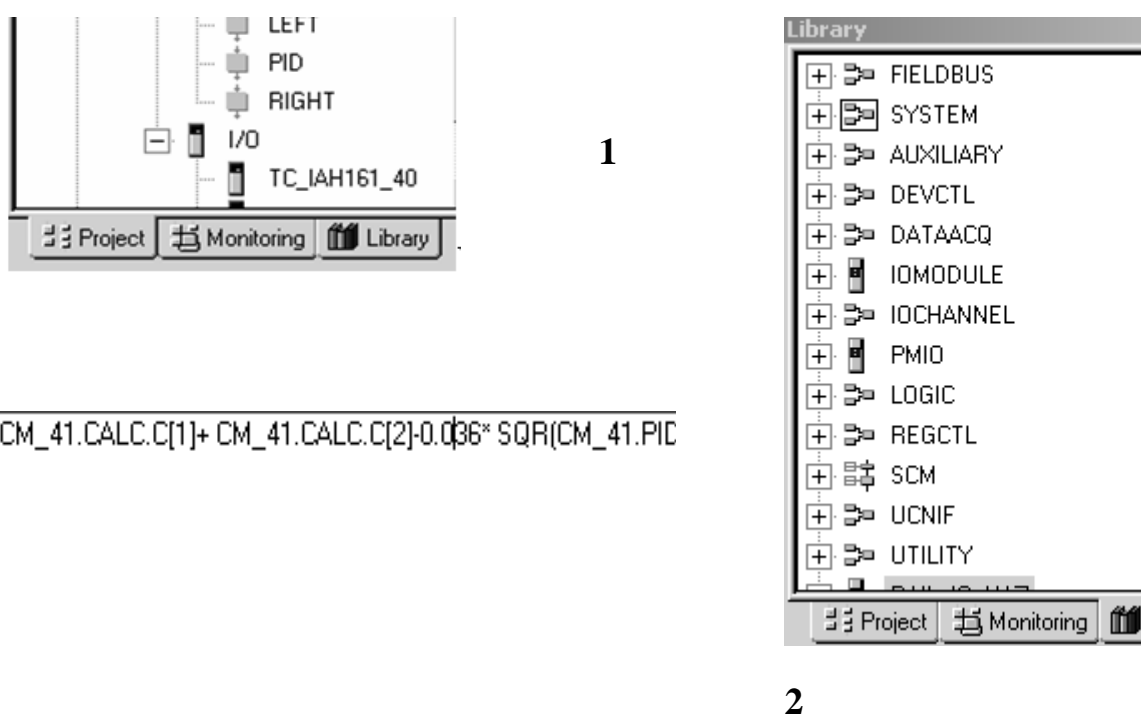 LEFT
PID
RIGHT
I/O
TC_IAH161_40
Project Monitoring Library
1
CM_41.CALC.C[1]+ CM_41.CALC.C[2]-0.036* SQR(CM_41.PID
Library
FIELDBUS
SYSTEM
AUXILIARY
DEVCTL
DATAACQ
IOMODULE
IOCHANNEL
PMIO
LOGIC
REGCTL
SCM
UCNIF
UTILITY
Project Monitoring
2